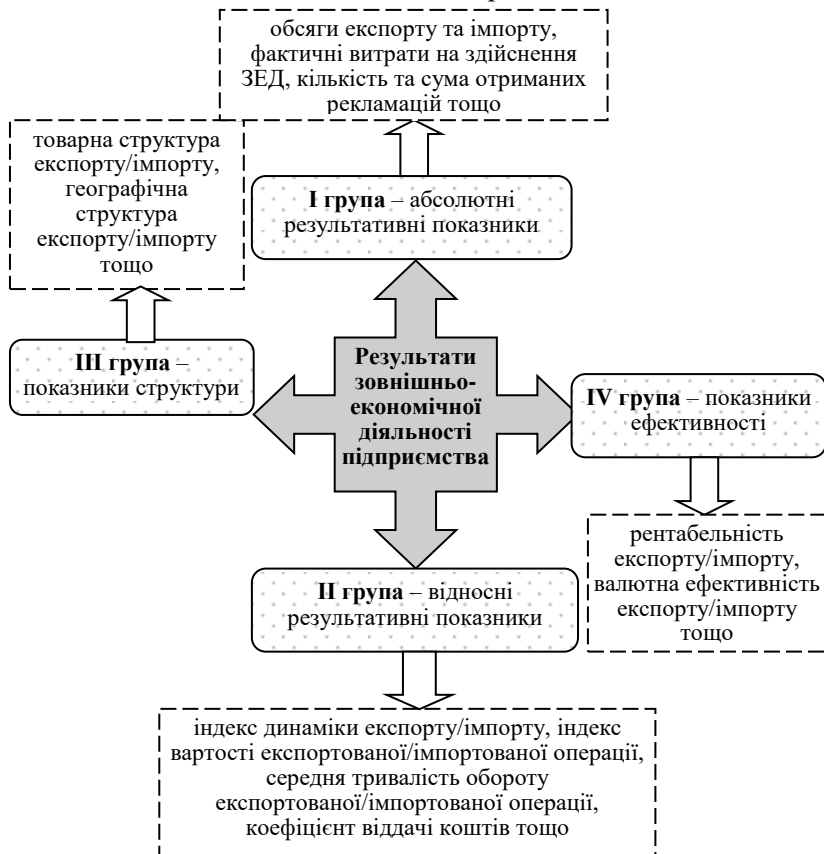 обсяги експорту та імпорту,
фактичні витрати на здійснення
ЗЕД, кількість та сума отриманих
рекламацій тощо
товарна структура
експорту/імпорту,
географічна
структура
експорту/імпорту
тощо
I група – абсолютні
результативні показники
III група –
показники структури
Результати
зовнішньо-
економічної
діяльності
підприємства
IV група – показники
ефективності
рентабельність
експорту/імпорту,
валютна ефективність
експорту/імпорту
тощо
II група – відносні
результативні показники
індекс динаміки експорту/імпорту, індекс
вартості експортованої/імпортованої операції,
середня тривалість обороту
експортованої/імпортованої операції,
коефіцієнт віддачі коштів тощо